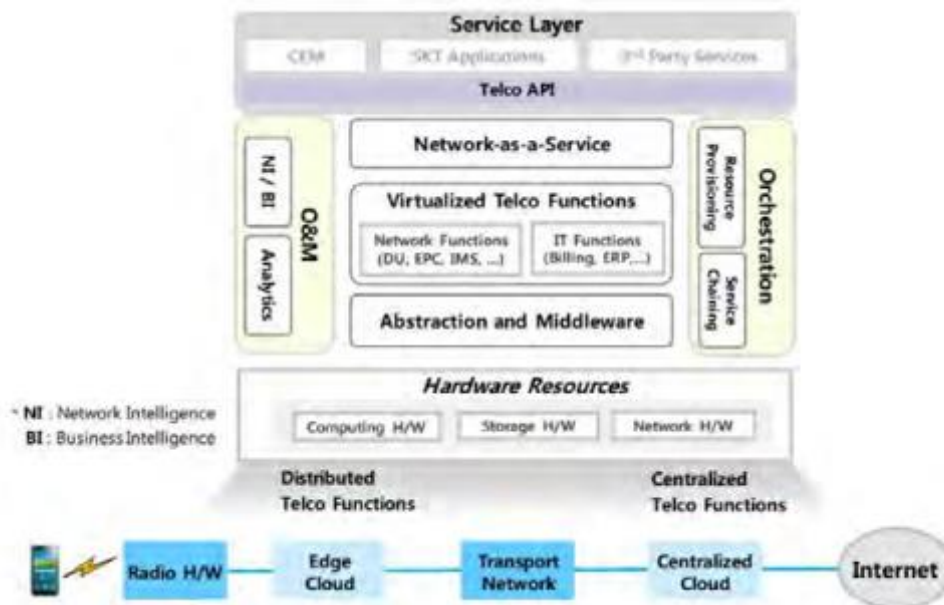 Service Layer
CEM
SKT Applications
3rd Party Services
Telco API
NI / BI
Analytics
O&M
Network-as-a-Service
Virtualized Telco Functions
Network Functions
(DU, EPC, IMS, ...)
IT Functions
(Billing, ERP,...)
Abstraction and Middleware
Resource
Provisioning
Service
Chaining
Orchestration
Hardware Resources
Computing H/W
Storage H/W
Network H/W
* NI : Network Intelligence
BI : Business Intelligence
Distributed
Telco Functions
Centralized
Telco Functions
Radio H/W
Edge
Cloud
Transport
Network
Centralized
Cloud
Internet